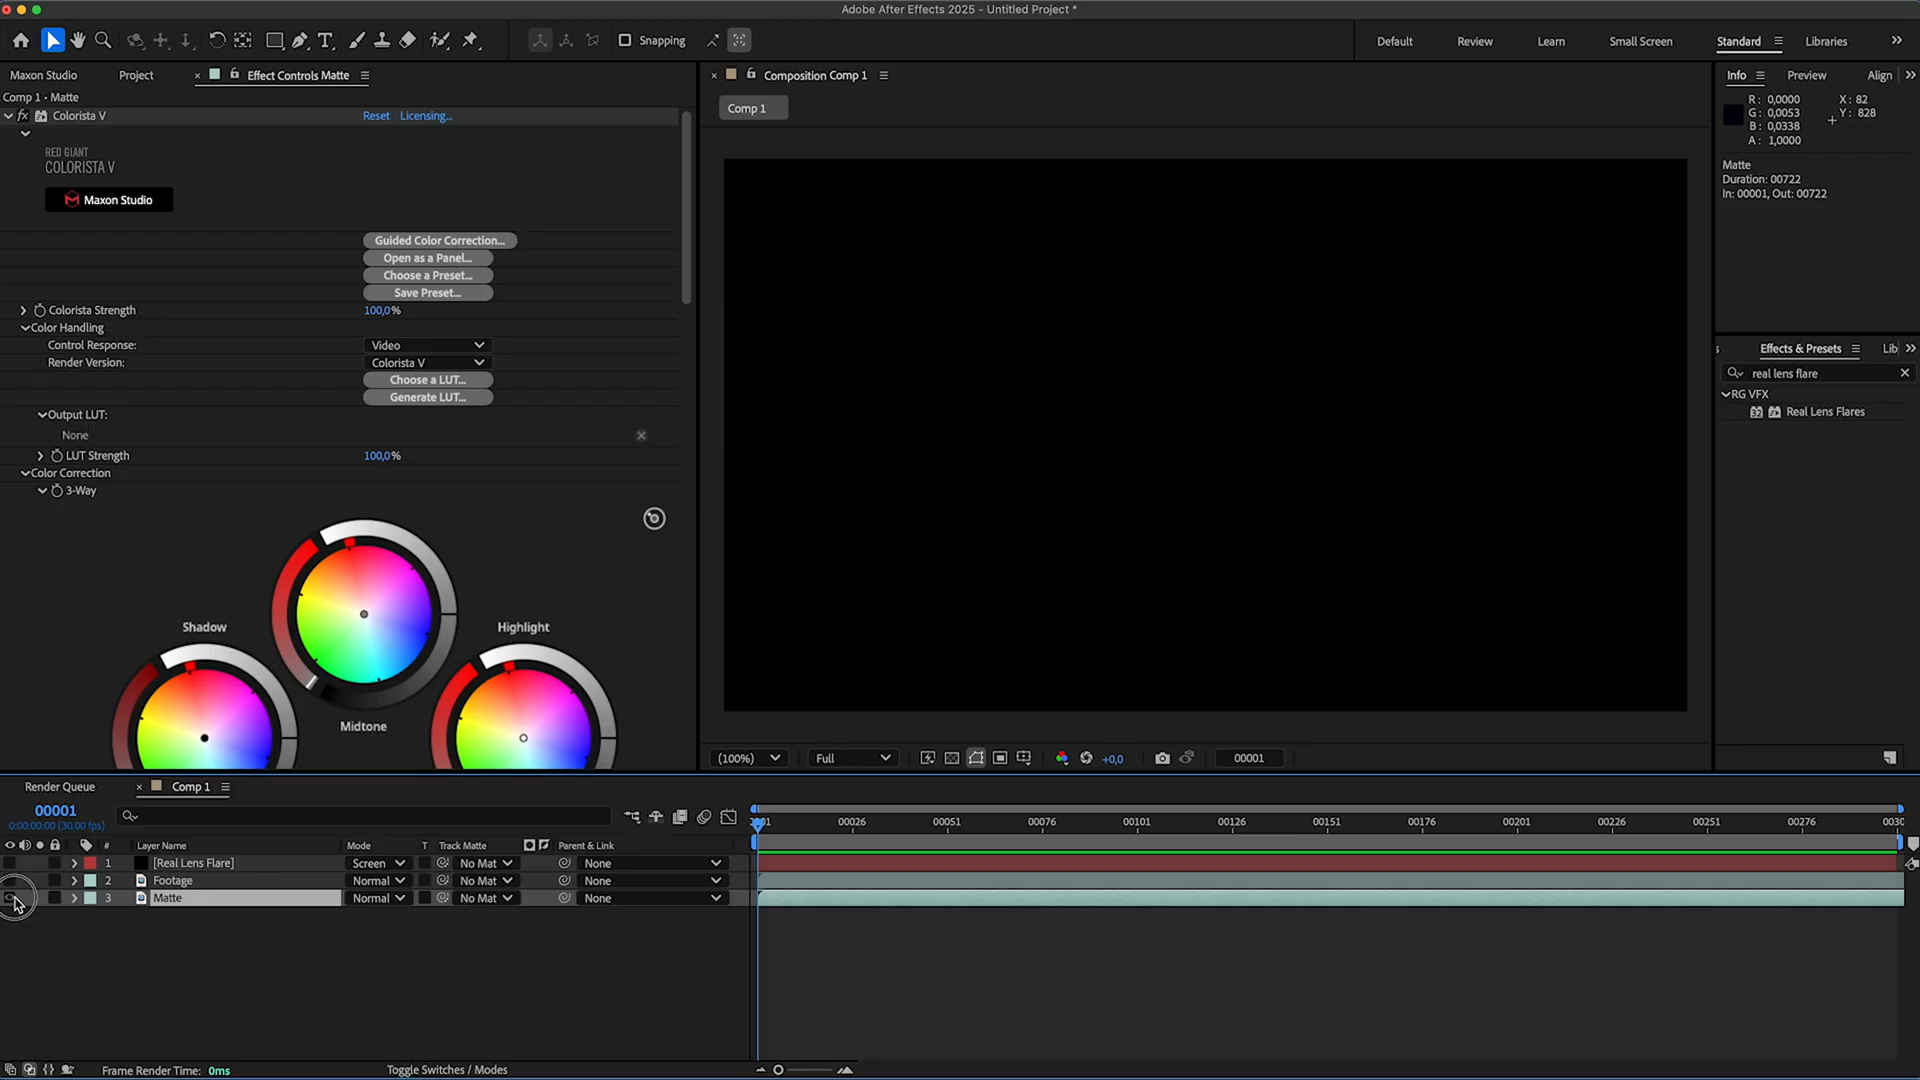 Adobe After Effects 2025 - Untitled Project *
Snapping
Default
Review
Learn
Small Screen
Standard
Libraries
Maxon Studio
Project
Effect Controls Matte
Composition Comp 1
Info
Preview
Align
Comp 1 • Matte
Comp 1
R: 0,0000
G: 0,0053
B: 0,0338
A: 1,0000
X: 82
Y: 828
Matte
Duration: 00722
In: 00001, Out: 00722
fx Colorista V
Reset
Licensing...
RED GIANT
COLORISTA V
Maxon Studio
Guided Color Correction...
Open as a Panel...
Choose a Preset...
Save Preset...
Colorista Strength
100,0%
Color Handling
Control Response:
Video
Render Version:
Colorista V
Choose a LUT...
Generate LUT...
Output LUT:
None
LUT Strength
100,0%
Color Correction
3-Way
Shadow
Highlight
Midtone
Effects & Presets
Lib
real lens flare
RG VFX
32
Real Lens Flares
(100%)
Full
+0,0
00001
Render Queue
Comp 1
00001
0:00:00:00 (30.00 fps)
:01 00026 00051 00076 00101 00126 00151 00176 00201 00226 00251 00276 0030
# Layer Name Mode T Track Matte Parent & Link
1 [Real Lens Flare] Screen No Mat None
2 Footage Normal No Mat None
3 Matte Normal No Mat None
Frame Render Time: 0ms
Toggle Switches / Modes